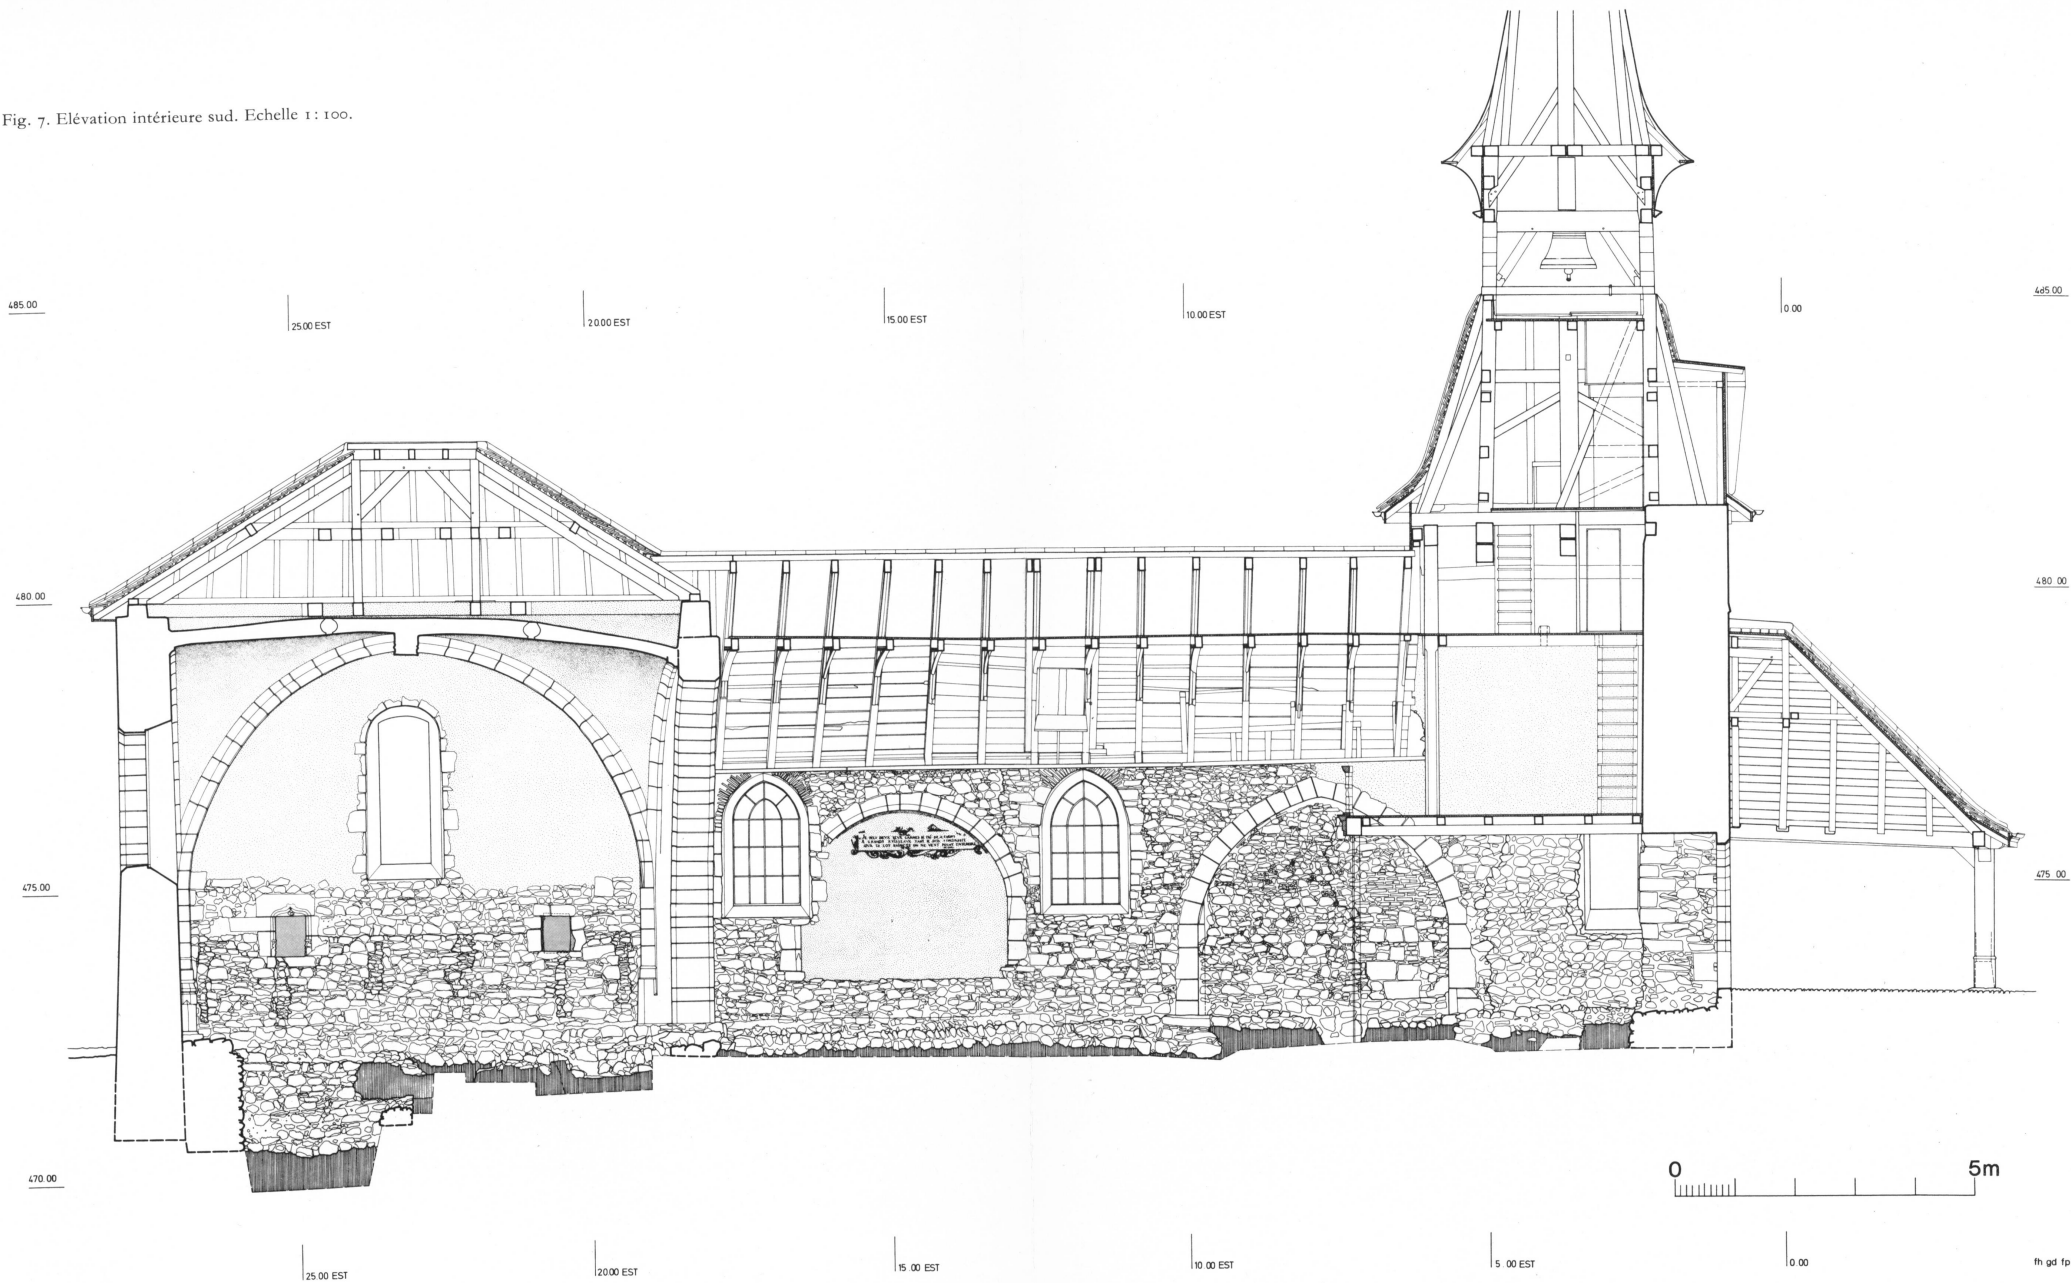 Fig. 7. Elévation intérieure sud. Echelle 1 : 100.
485.00
25.00 EST
20.00 EST
15.00 EST
10.00 EST
0.00
485.00
480.00
480.00
475.00
475.00
470.00
0 5m
25.00 EST
20.00 EST
15.00 EST
10.00 EST
5.00 EST
0.00
fh gd fp